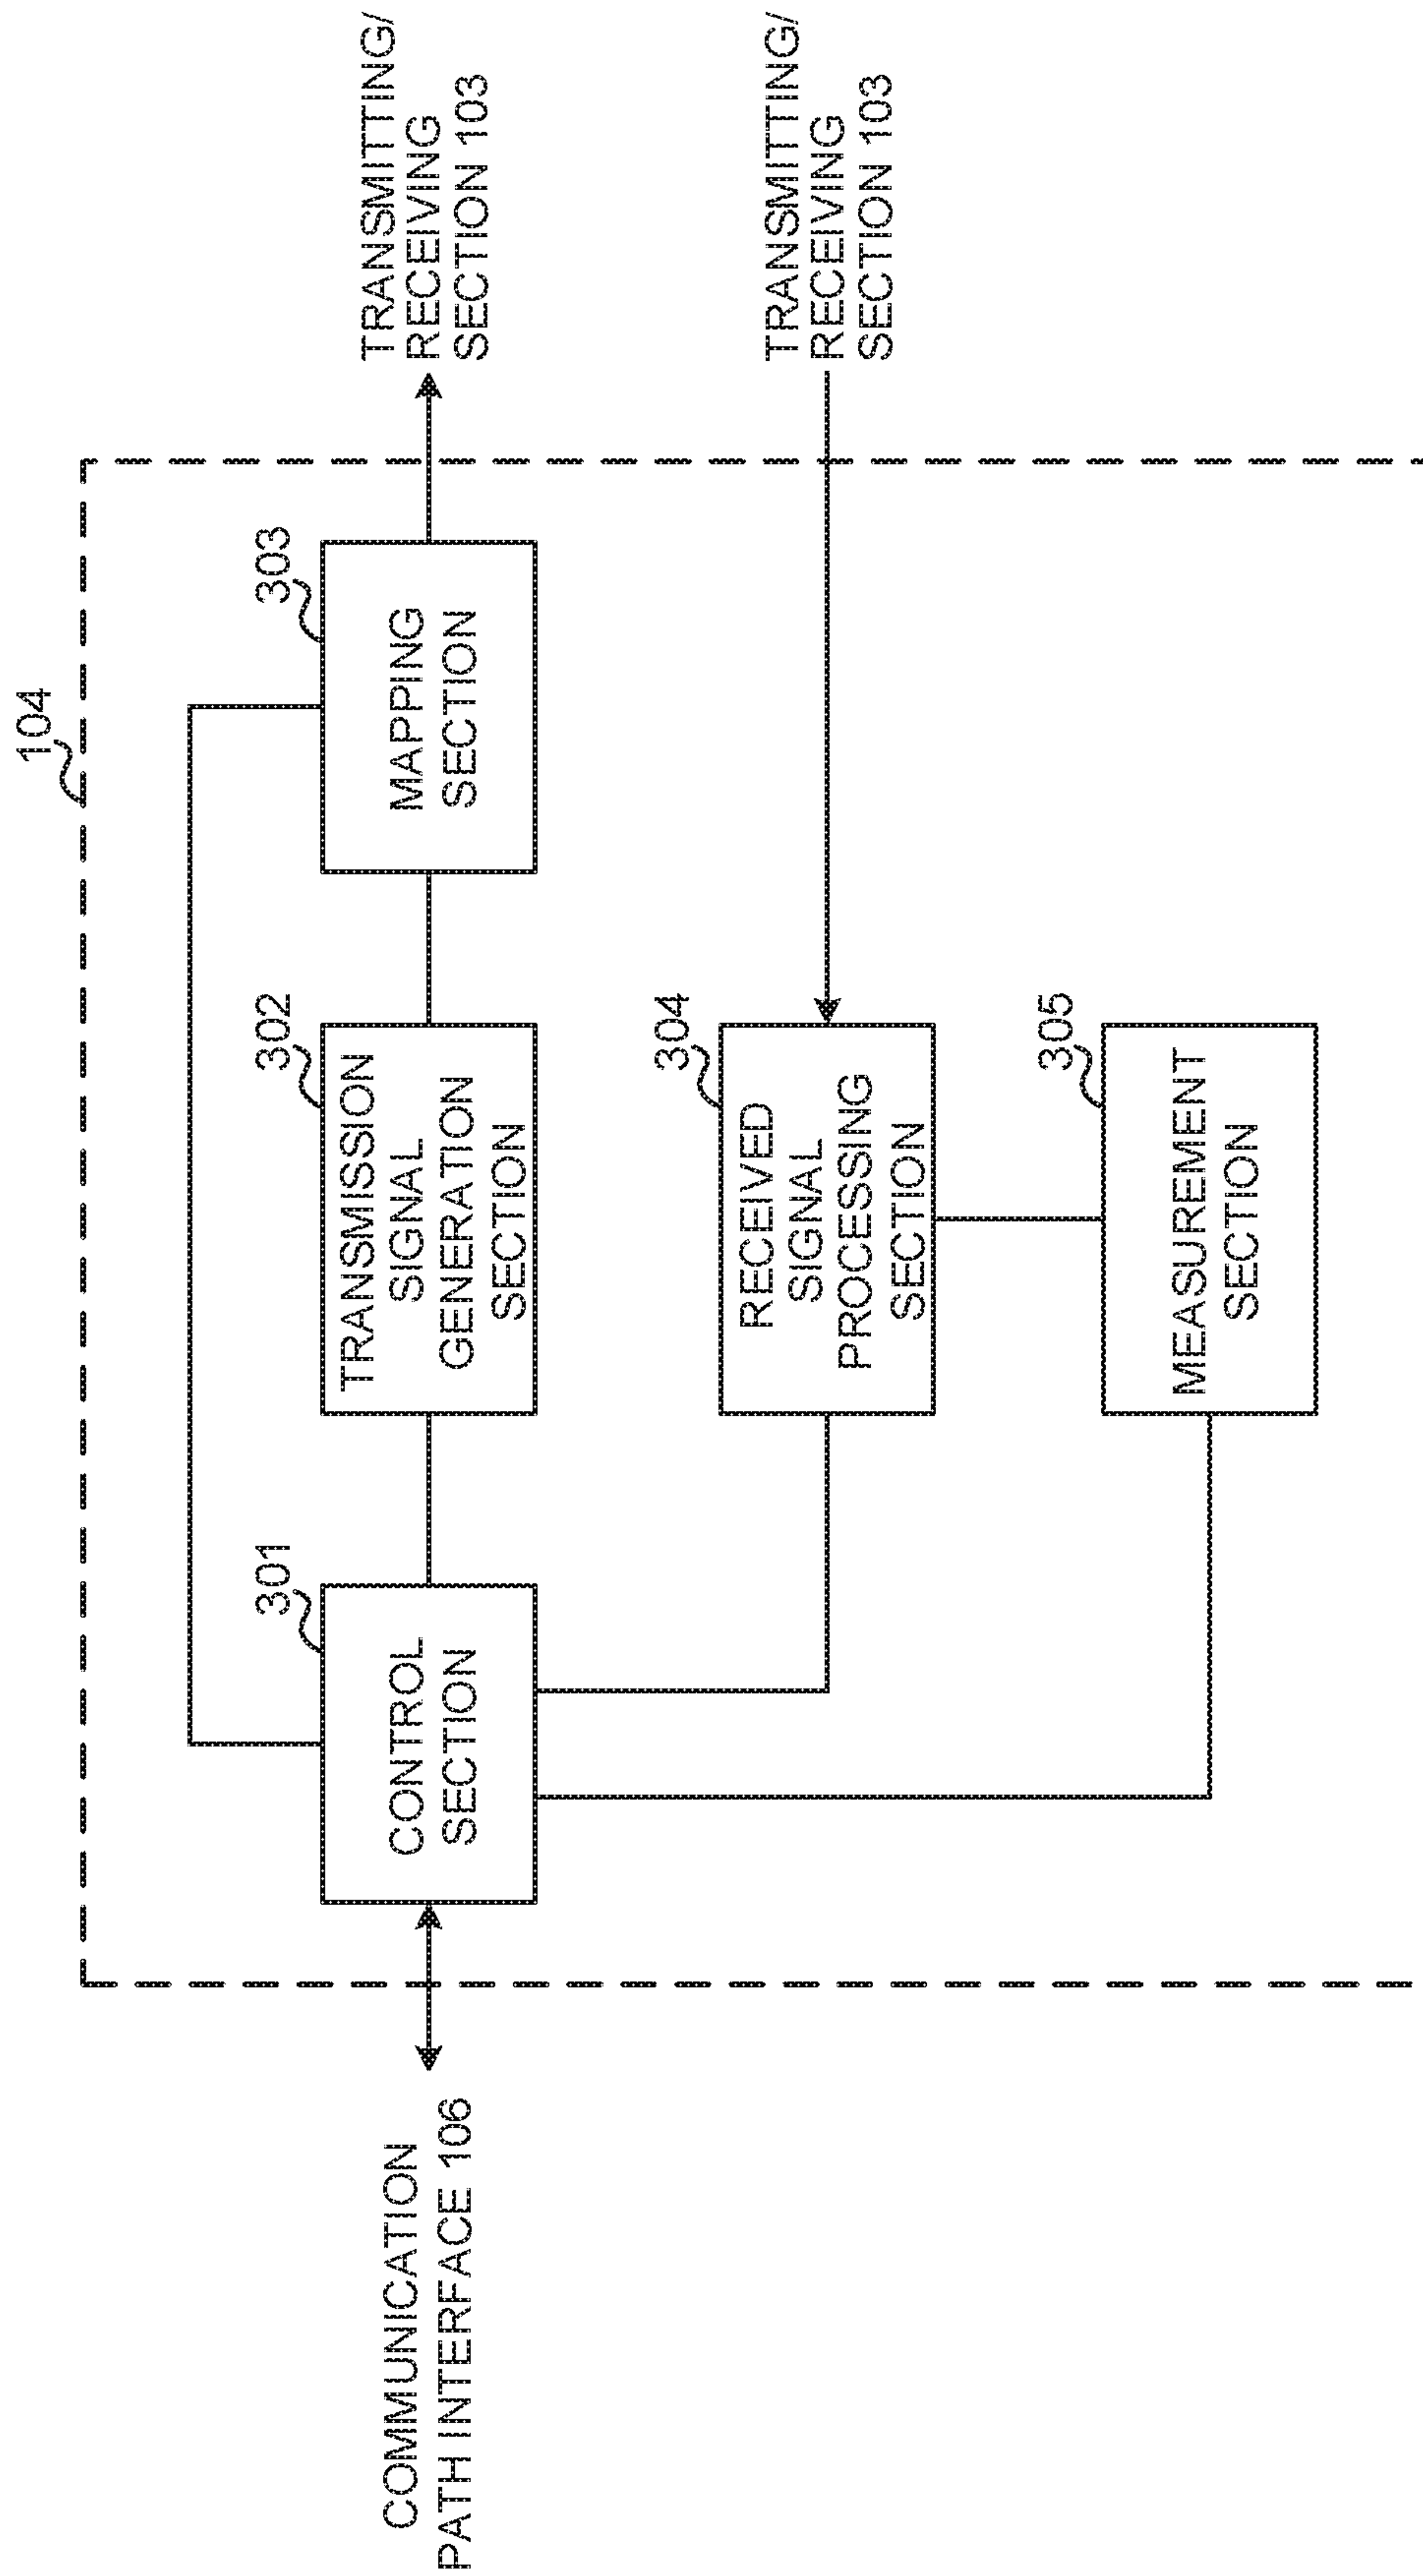 104
COMMUNICATION
PATH INTERFACE 106
301
CONTROL
SECTION
302
TRANSMISSION
SIGNAL
GENERATION
SECTION
303
MAPPING
SECTION
TRANSMITTING/
RECEIVING
SECTION 103
304
RECEIVED
SIGNAL
PROCESSING
SECTION
TRANSMITTING/
RECEIVING
SECTION 103
305
MEASUREMENT
SECTION